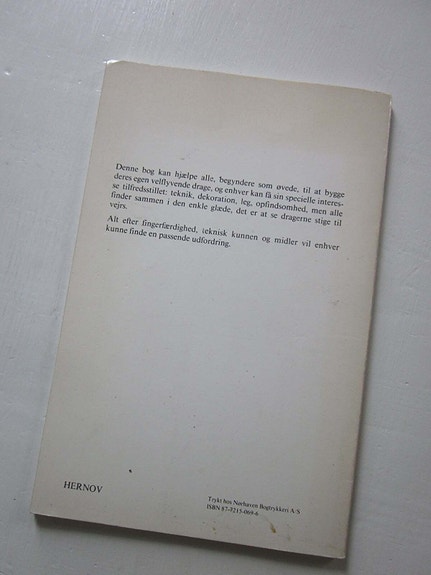 Denne bog kan hjælpe alle, begyndere som øvede, til at bygge
deres egen velflyvende drage, og enhver kan få sin specielle interes-
se tilfredsstillet: teknik, dekoration, leg, opfindsomhed, men alle
finder sammen i den enkle glæde, det er at se dragerne stige til
vejrs.
Alt efter fingerfærdighed, teknisk kunnen og midler vil enhver
kunne finde en passende udfordring.
HERNOV
Trykt hos Nørhaven Bogtrykkeri A/S
ISBN 87-7215-069-6